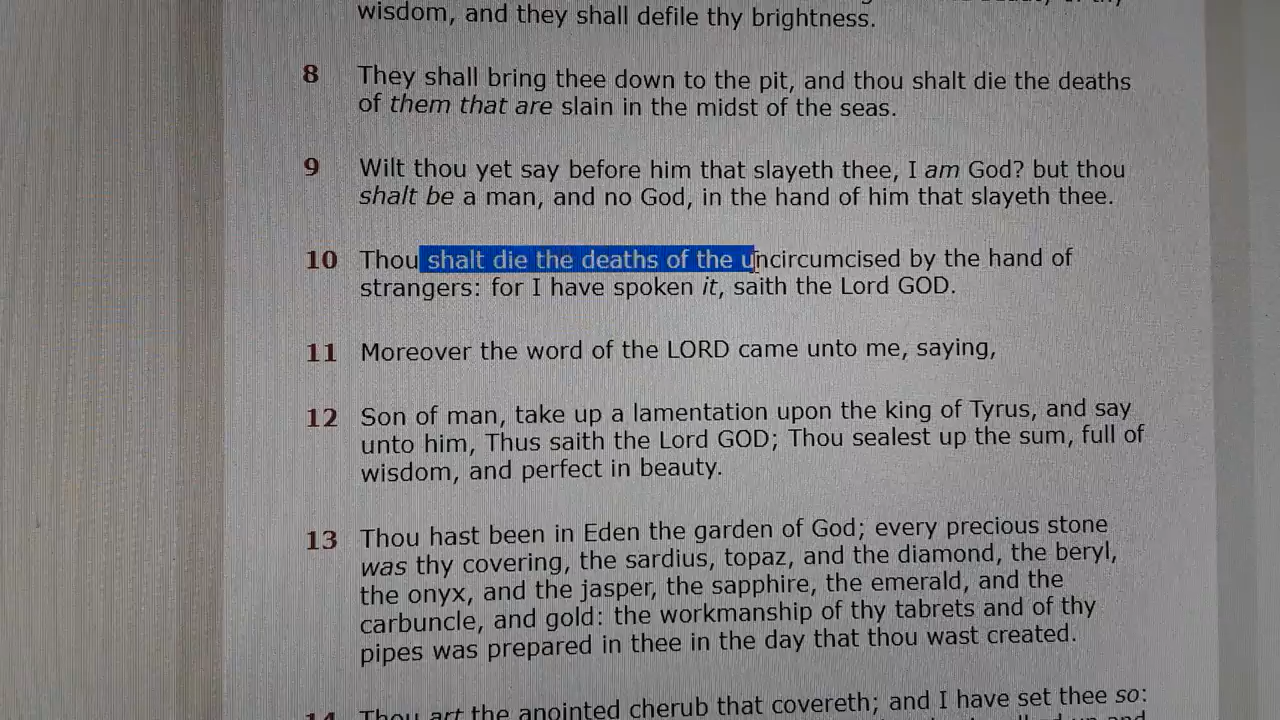 wisdom, and they shall defile thy brightness.
8 They shall bring thee down to the pit, and thou shalt die the deaths
of them that are slain in the midst of the seas.
9 Wilt thou yet say before him that slayeth thee, I am God? but thou
shalt be a man, and no God, in the hand of him that slayeth thee.
10 Thou shalt die the deaths of the uncircumcised by the hand of
strangers: for I have spoken it, saith the Lord GOD.
11 Moreover the word of the LORD came unto me, saying,
12 Son of man, take up a lamentation upon the king of Tyrus, and say
unto him, Thus saith the Lord GOD; Thou sealest up the sum, full of
wisdom, and perfect in beauty.
13 Thou hast been in Eden the garden of God; every precious stone
was thy covering, the sardius, topaz, and the diamond, the beryl,
the onyx, and the jasper, the sapphire, the emerald, and the
carbuncle, and gold: the workmanship of thy tabrets and of thy
pipes was prepared in thee in the day that thou wast created.
14 Thou art the anointed cherub that covereth; and I have set thee so: